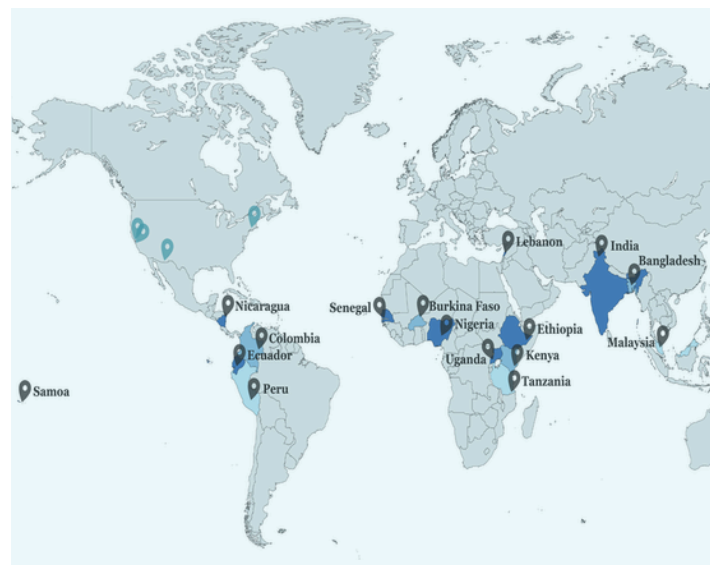 Lebanon
India
Bangladesh
Nicaragua
Senegal
Burkina Faso
Nigeria
Ethiopia
Colombia
Malaysia
Ecuador
Uganda
Kenya
Tanzania
Peru
Samoa